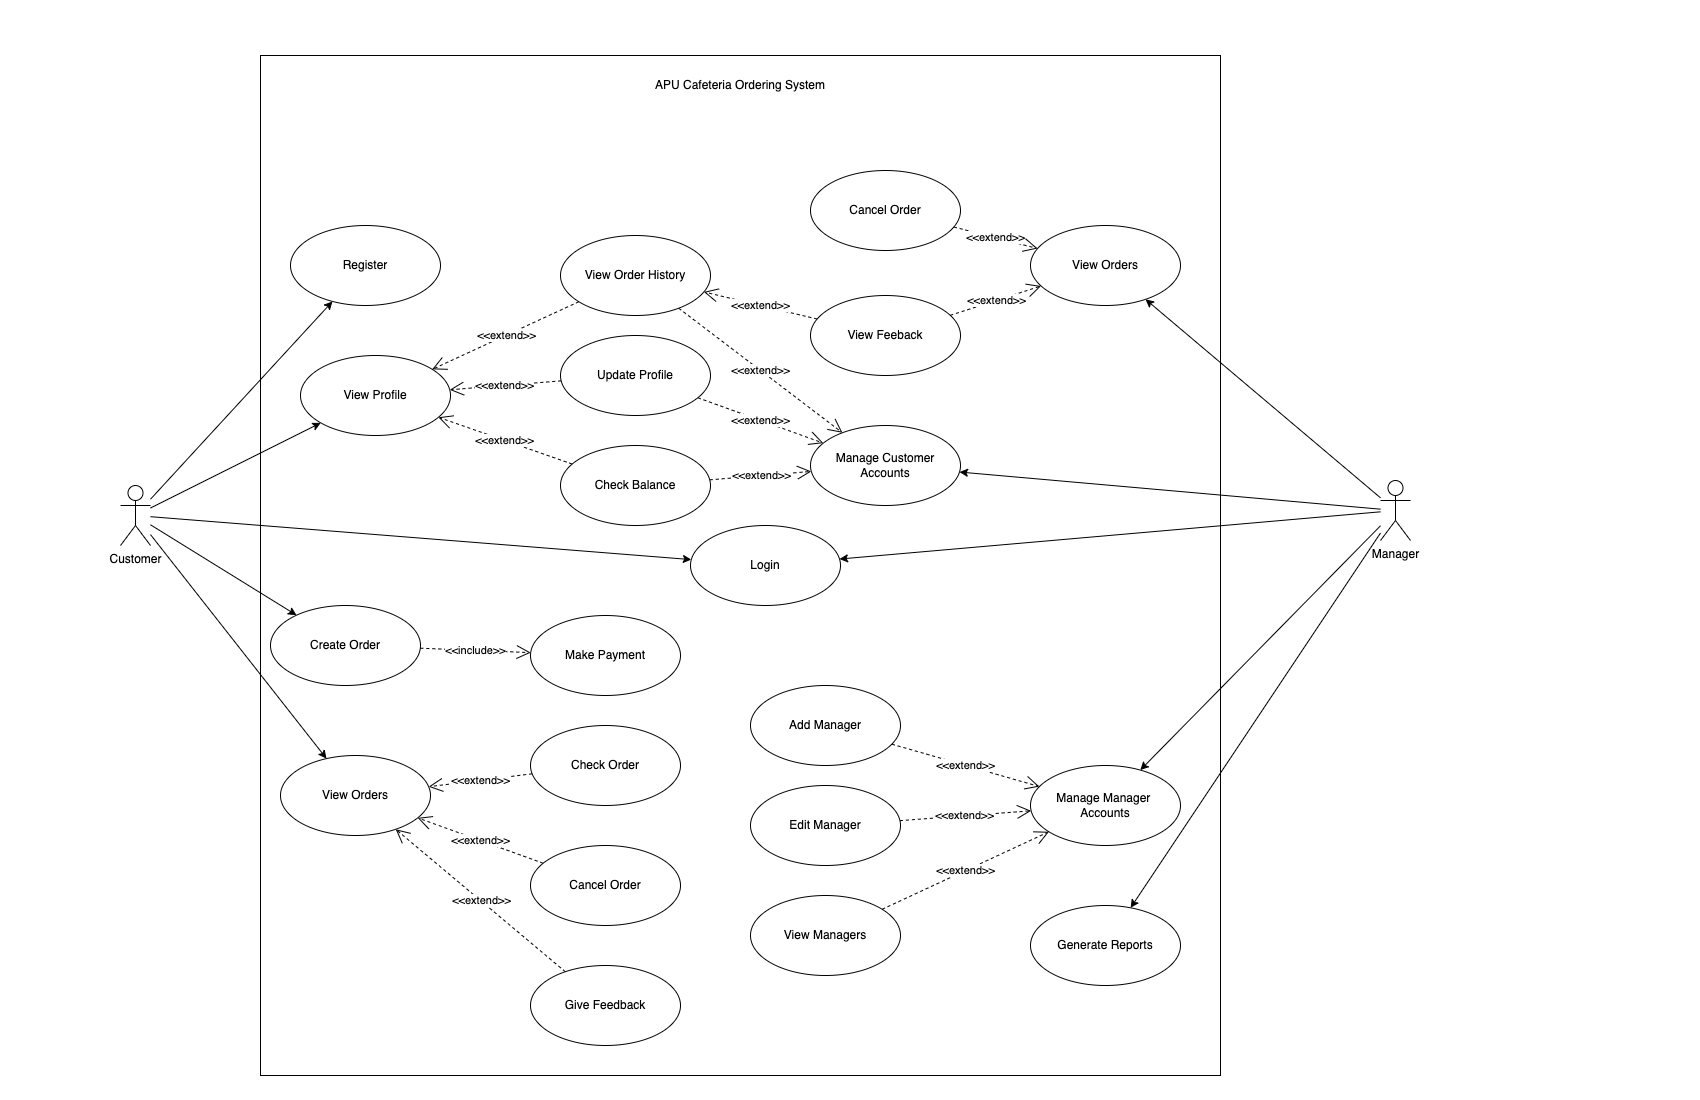 APU Cafeteria Ordering System
Cancel Order
<<extend>>
View Orders
Register
View Order History
<<extend>>
<<extend>>
View Feeback
<<extend>>
<<extend>>
Update Profile
<<extend>>
View Profile
<<extend>>
<<extend>>
Manage Customer
Accounts
Check Balance
<<extend>>
Customer
Manager
Login
Create Order
<<include>>
Make Payment
Add Manager
<<extend>>
Check Order
<<extend>>
View Orders
Manage Manager
Accounts
Edit Manager
<<extend>>
<<extend>>
<<extend>>
Cancel Order
<<extend>>
View Managers
Generate Reports
Give Feedback